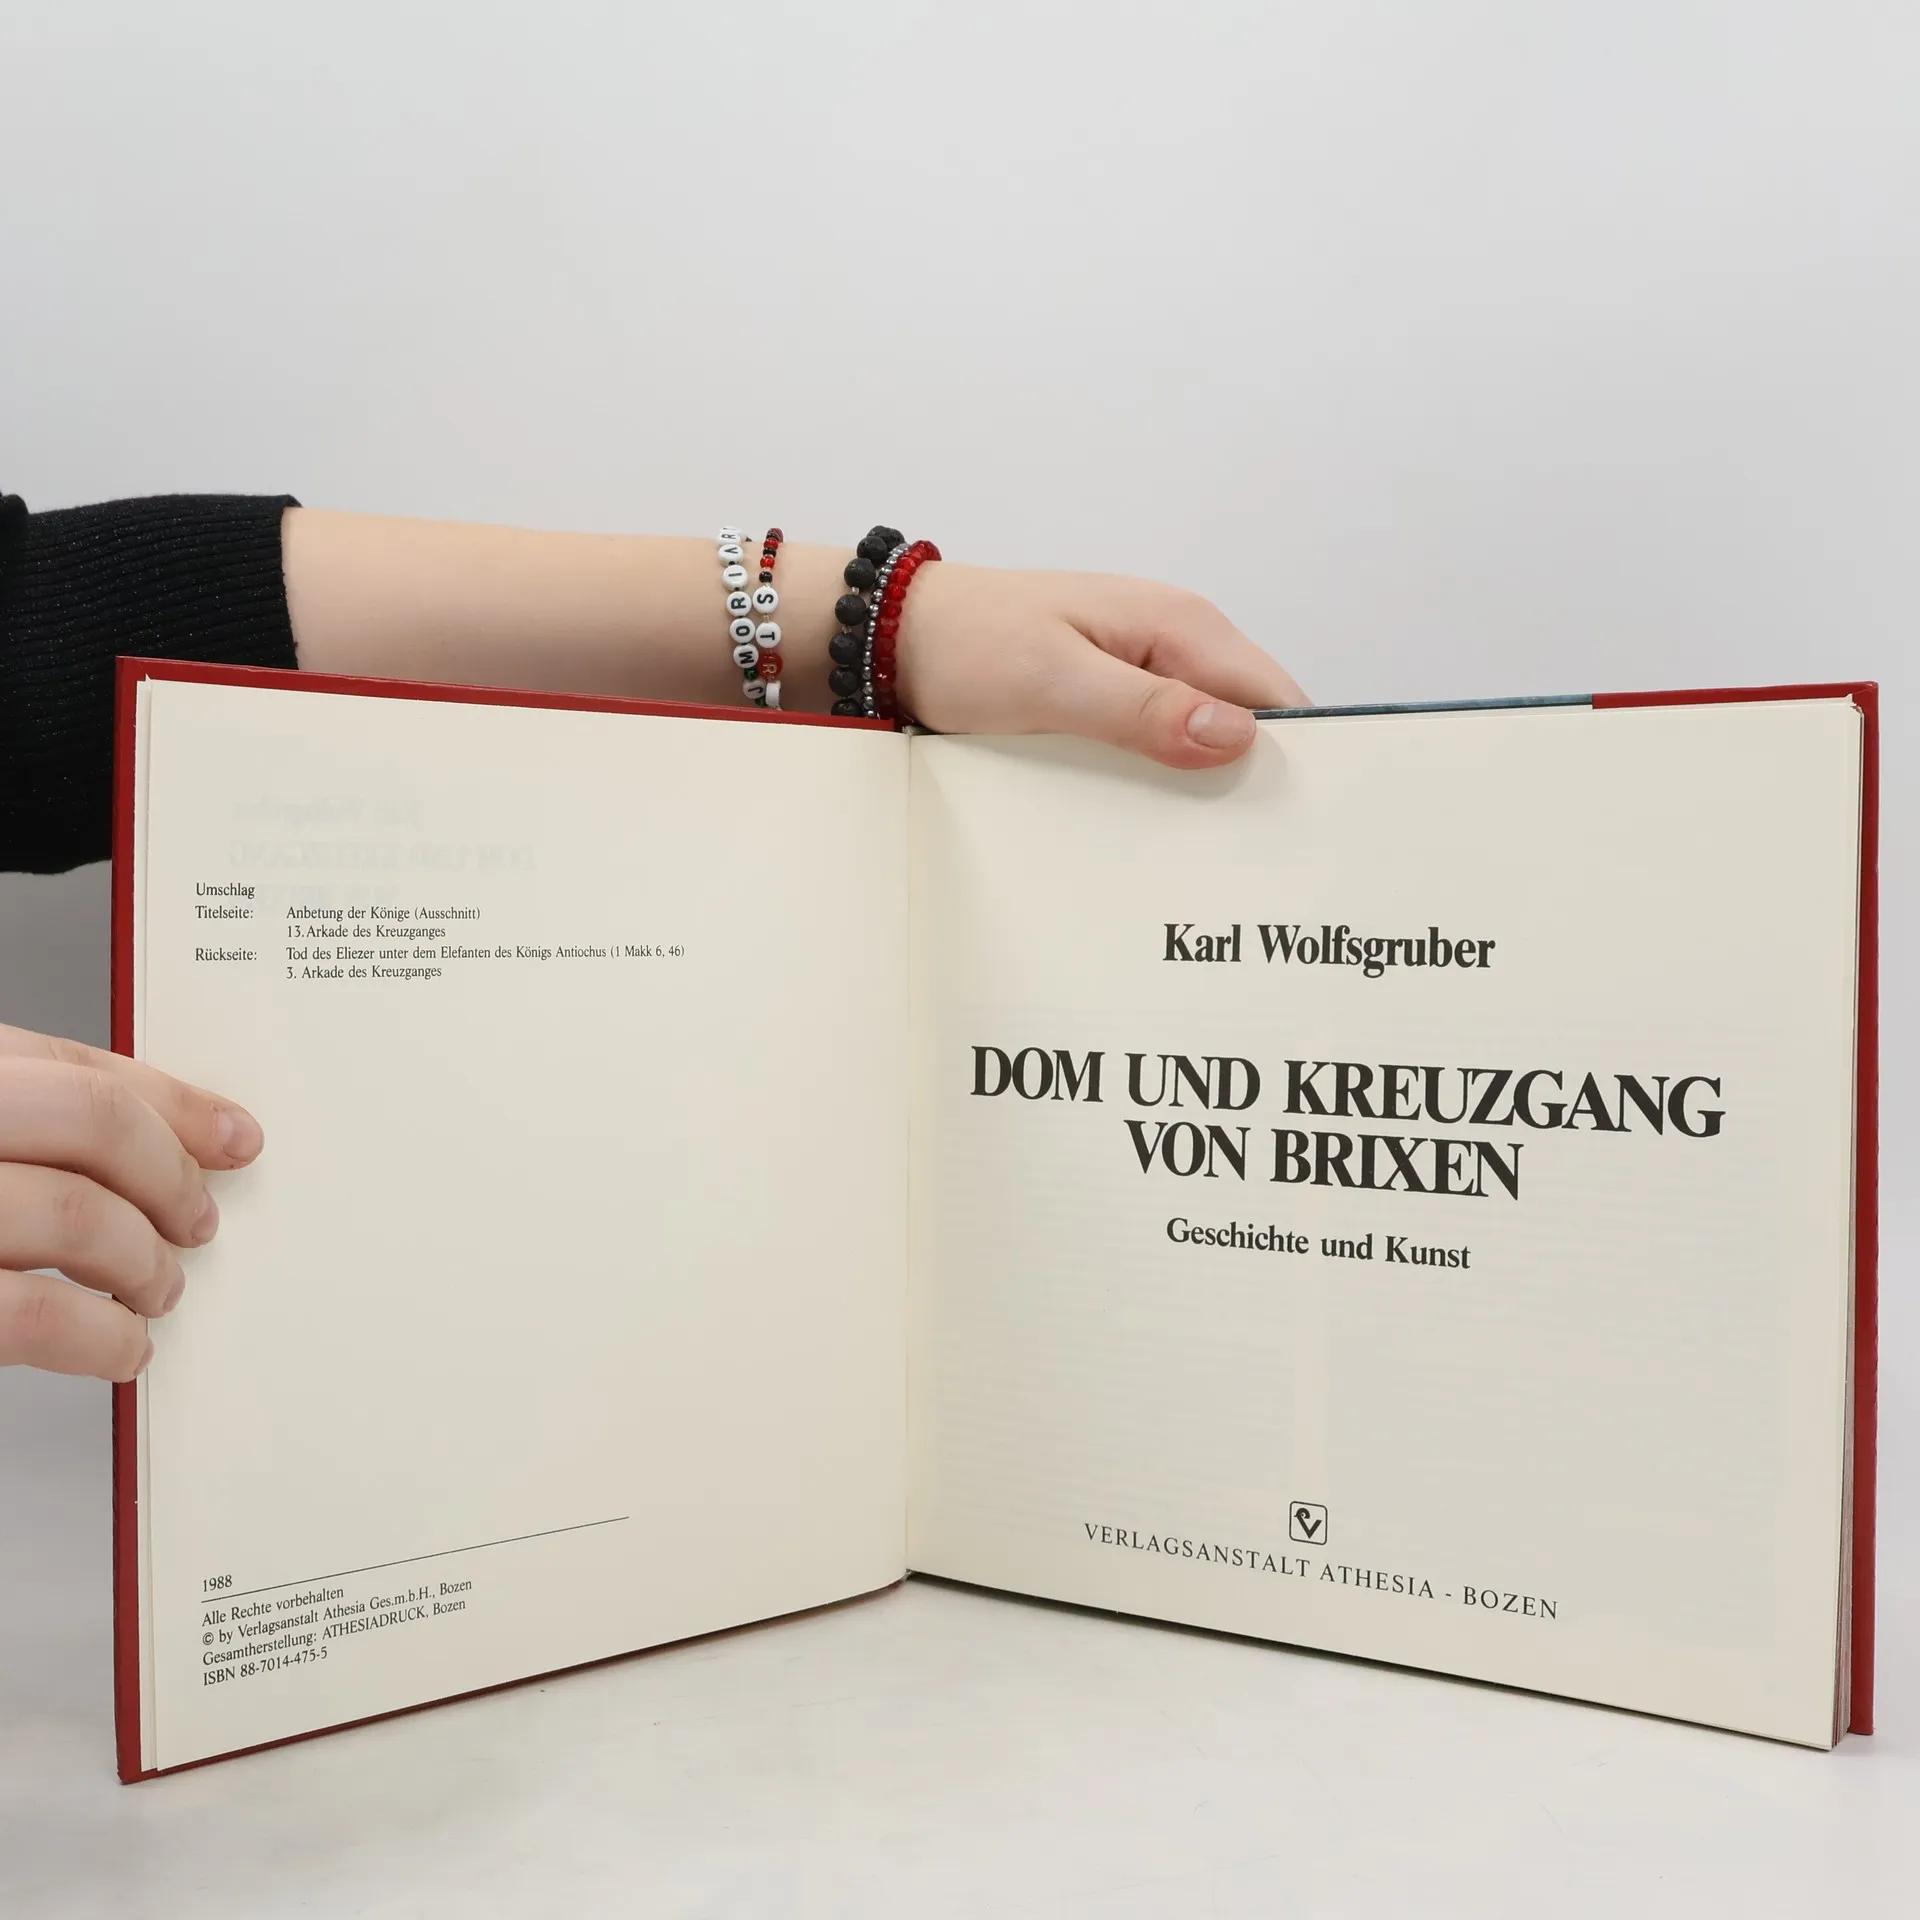 Umschlag
Titelseite: Anbetung der Könige (Ausschnitt)
13. Arkade des Kreuzganges
Rückseite: Tod des Eliezer unter dem Elefanten des Königs Antiochus (1 Makk 6, 46)
3. Arkade des Kreuzganges
1988
Alle Rechte vorbehalten
© by Verlagsanstalt Athesia Ges.m.b.H., Bozen
Gesamtherstellung: ATHESIADRUCK, Bozen
ISBN 88-7014-475-5
Karl Wolfsgruber
DOM UND KREUZGANG
VON BRIXEN
Geschichte und Kunst
VERLAGSANSTALT ATHESIA - BOZEN